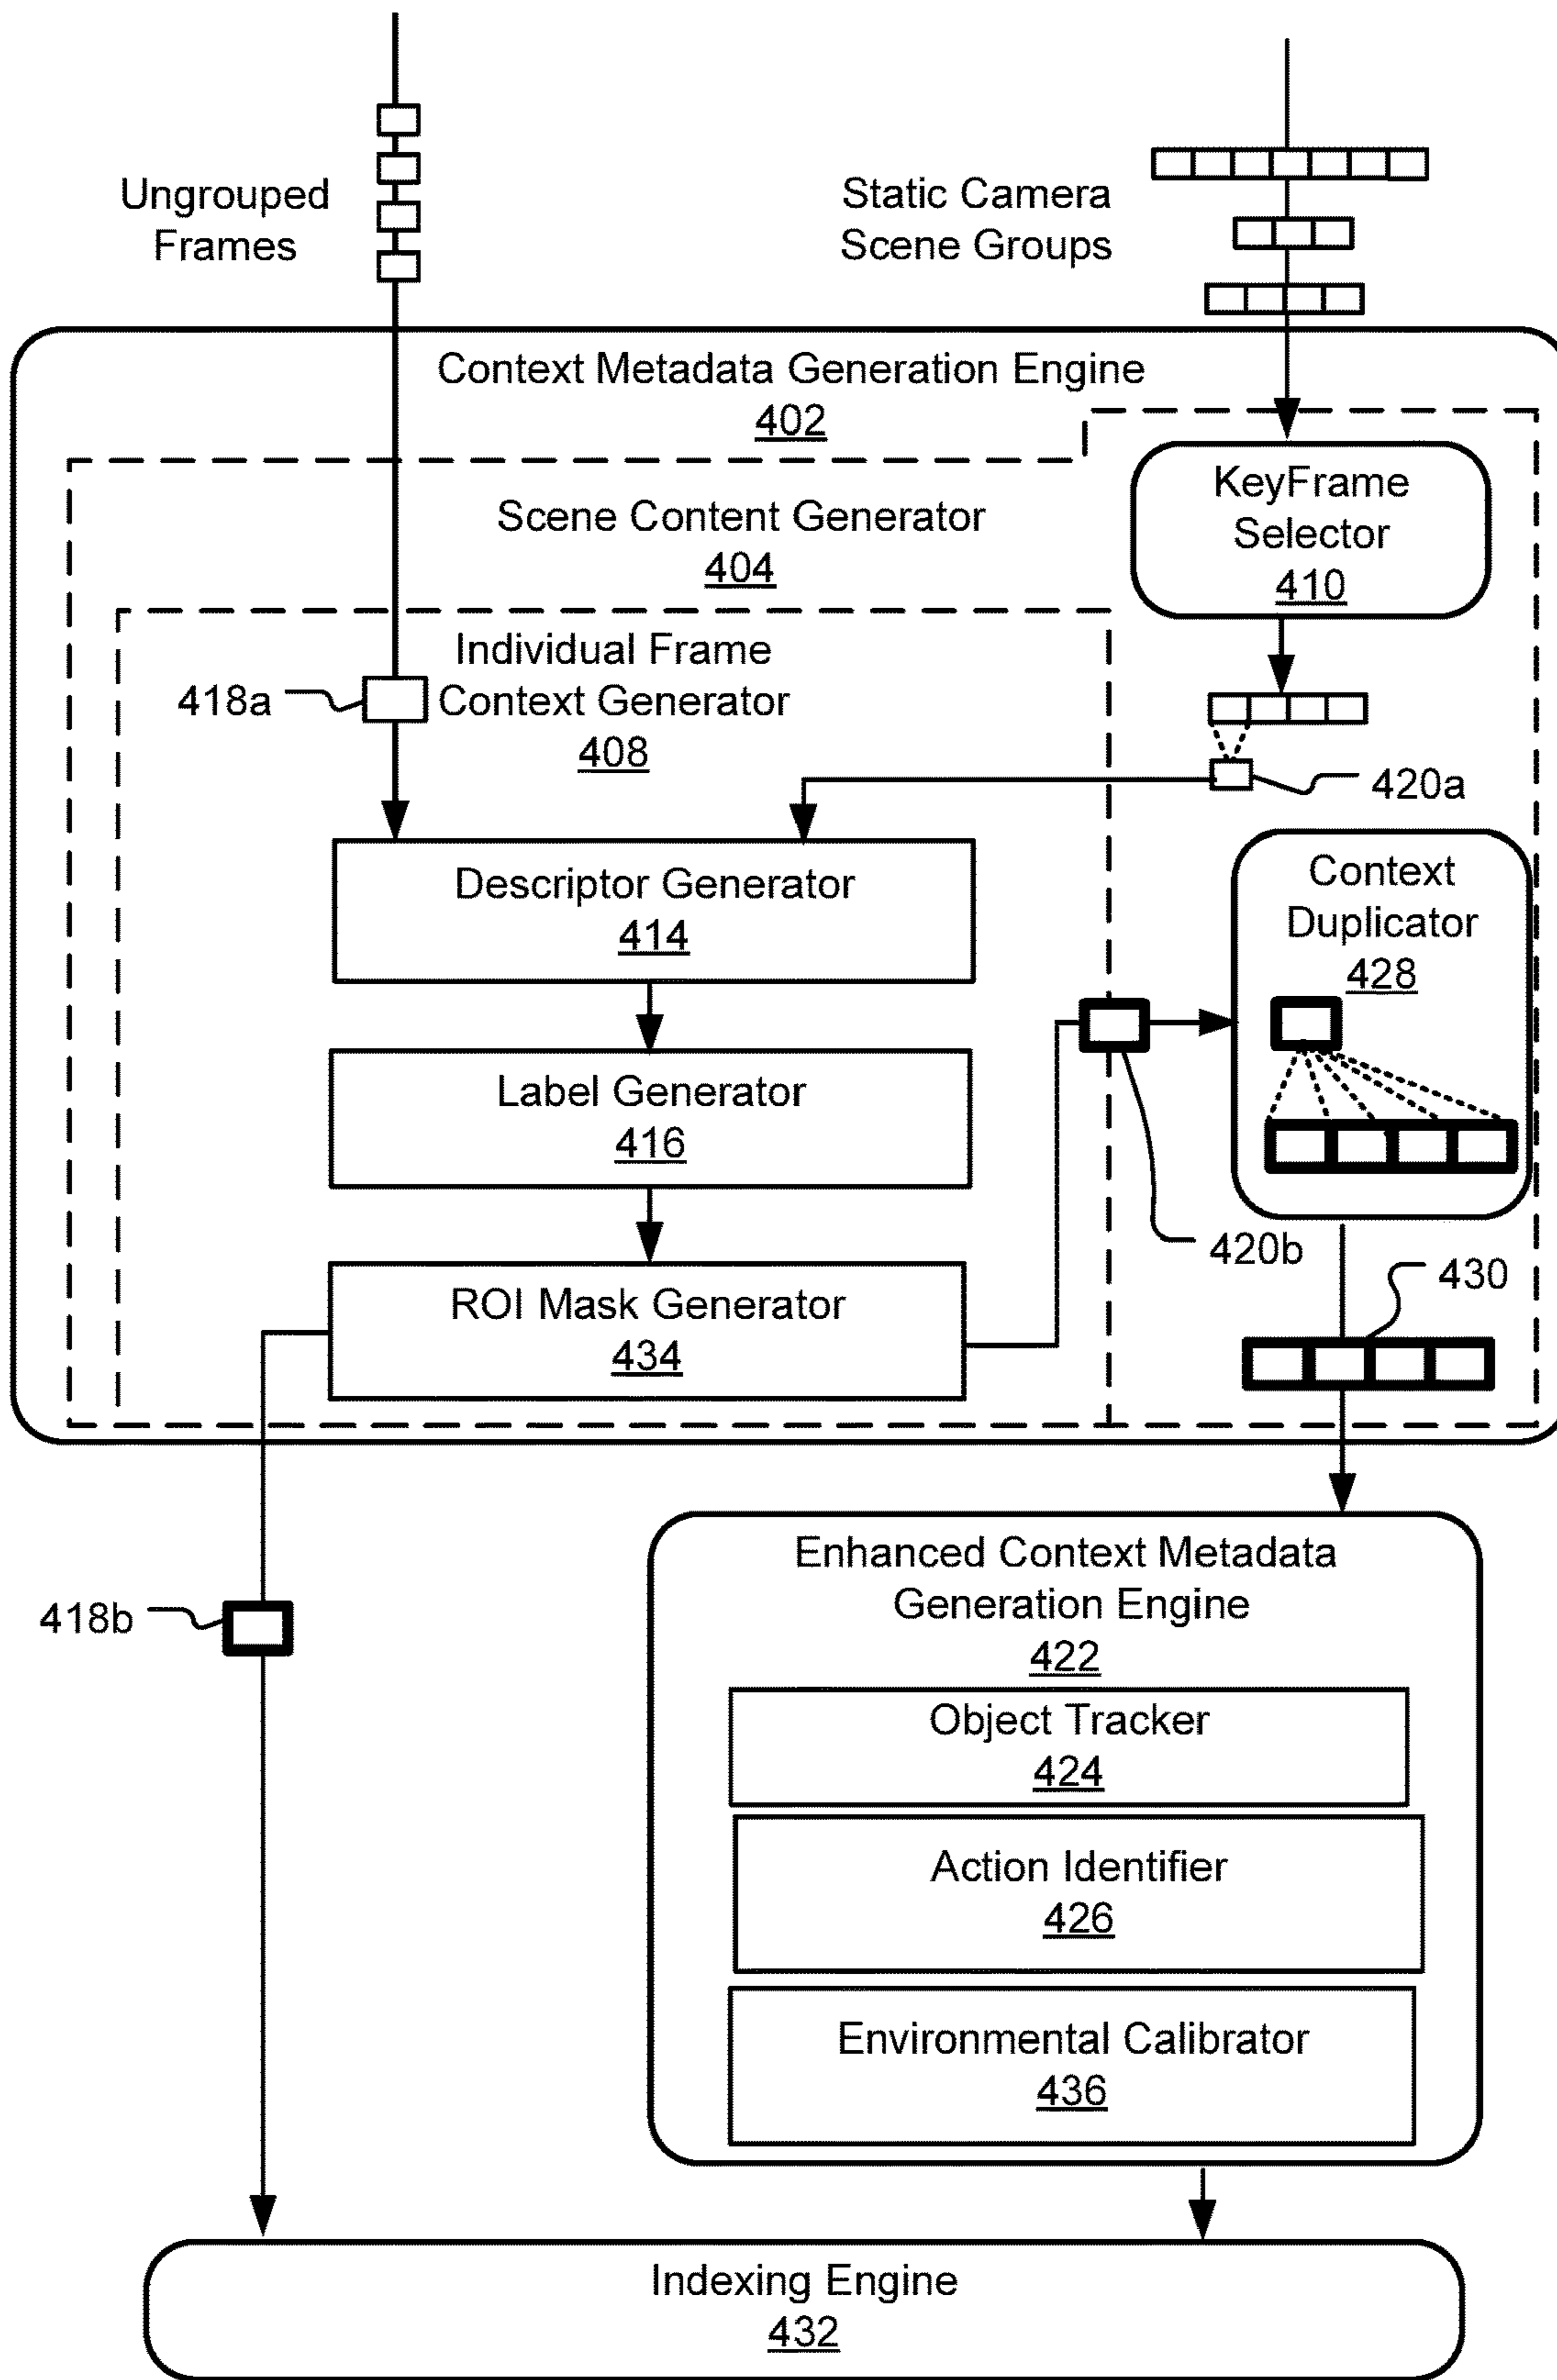 Ungrouped
Frames
Static Camera
Scene Groups
Context Metadata Generation Engine
402
KeyFrame
Selector
410
Scene Content Generator
404
Individual Frame
Context Generator
408
418a
420a
Descriptor Generator
414
Context
Duplicator
428
Label Generator
416
420b
430
ROI Mask Generator
434
Enhanced Context Metadata
Generation Engine
422
418b
Object Tracker
424
Action Identifier
426
Environmental Calibrator
436
Indexing Engine
432